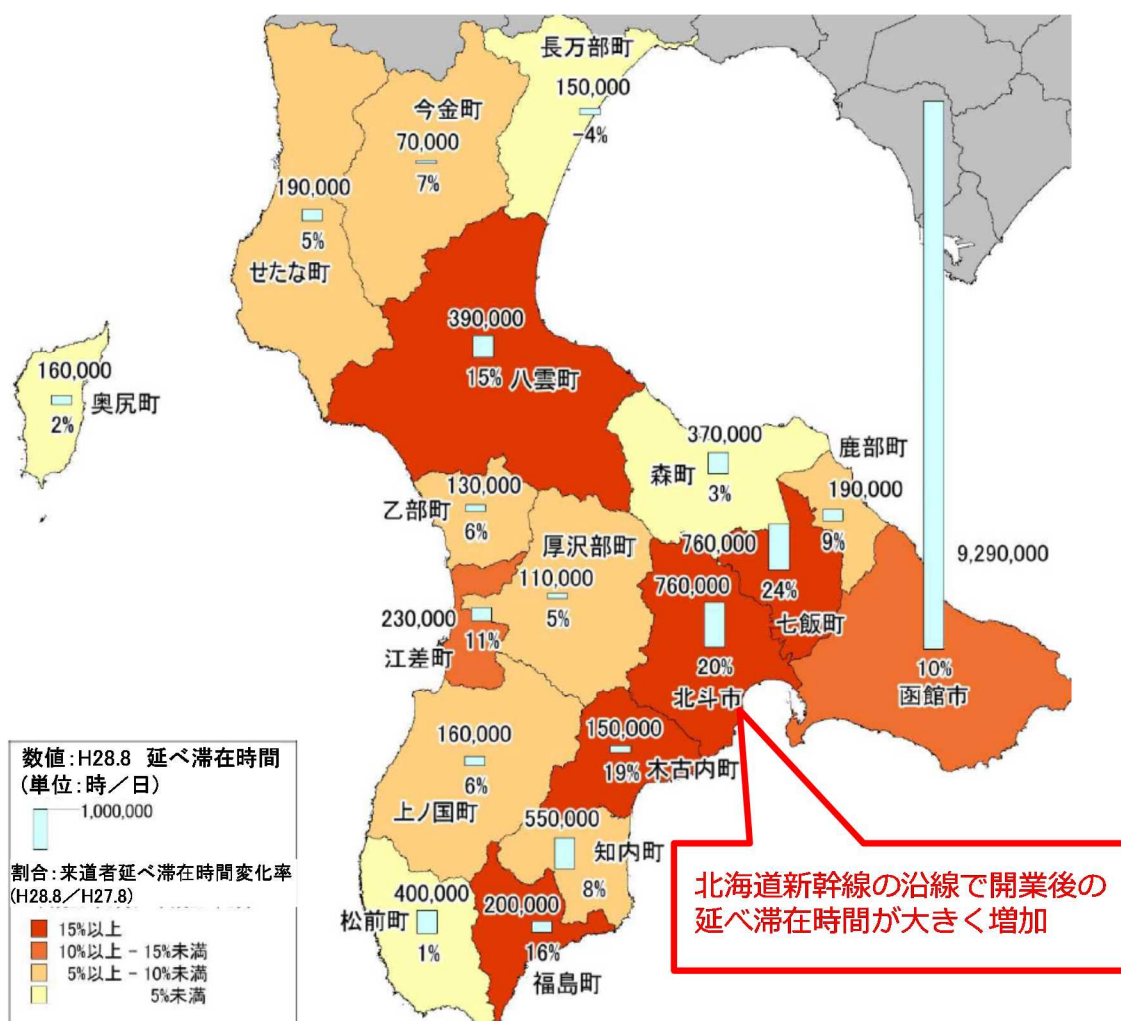 長万部町
150,000
-4%
今金町
70,000
7%
190,000
5%
せたな町
390,000
15% 八雲町
160,000
2%
奥尻町
370,000
森町
3%
鹿部町
190,000
9%
130,000
乙部町
6%
厚沢部町
110,000
5%
760,000
24%
七飯町
760,000
20%
北斗市
9,290,000
10%
函館市
230,000
11%
江差町
160,000
6%
上ノ国町
150,000
19% 木古内町
550,000
知内町
8%
400,000
松前町
1%
200,000
16%
福島町
北海道新幹線の沿線で開業後の
延べ滞在時間が大きく増加
数値:H28.8 延べ滞在時間
(単位:時/日)
1,000,000
割合:来道者延べ滞在時間変化率
(H28.8/H27.8)
15%以上
10%以上-15%未満
5%以上-10%未満
5%未満